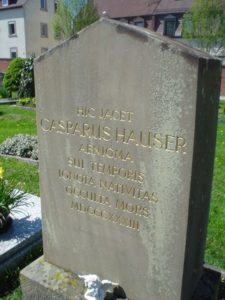 HIC JACET
CASPARUS HAUSER
AENIGMA
SUI TEMPORIS
IGNOTA NATIVITAS
OCCULTA MORS
MDCCCXXXIII